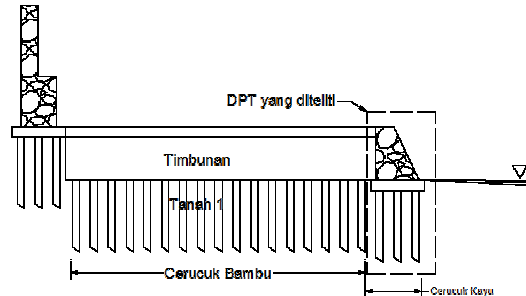 DPT yang diteliti
Timbunan
Tanah 1
Cerucuk Bambu
Cerucuk Kayu